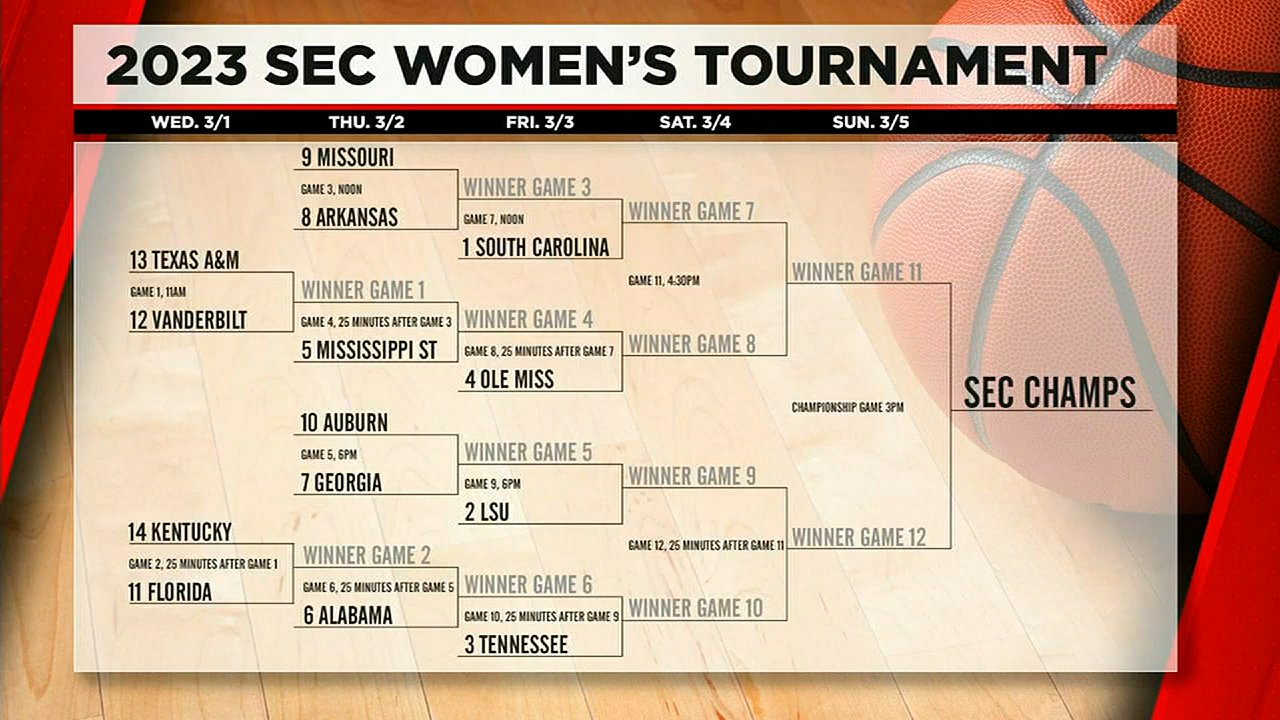 2023 SEC WOMEN'S TOURNAMENT
WED. 3/1 THU. 3/2 FRI. 3/3 SAT. 3/4 SUN. 3/5
9 MISSOURI
GAME 3, NOON
8 ARKANSAS
13 TEXAS A&M
GAME 1, 11AM
12 VANDERBILT
WINNER GAME 1
GAME 4, 25 MINUTES AFTER GAME 3
5 MISSISSIPPI ST
10 AUBURN
GAME 5, 6PM
7 GEORGIA
14 KENTUCKY
GAME 2, 25 MINUTES AFTER GAME 1
11 FLORIDA
WINNER GAME 2
GAME 6, 25 MINUTES AFTER GAME 5
6 ALABAMA
WINNER GAME 3
GAME 7, NOON
1 SOUTH CAROLINA
WINNER GAME 4
GAME 8, 25 MINUTES AFTER GAME 7
4 OLE MISS
WINNER GAME 5
GAME 9, 6PM
2 LSU
WINNER GAME 6
GAME 10, 25 MINUTES AFTER GAME 9
3 TENNESSEE
WINNER GAME 7
GAME 11, 4:30PM
WINNER GAME 8
WINNER GAME 9
GAME 12, 25 MINUTES AFTER GAME 11
WINNER GAME 10
WINNER GAME 11
CHAMPIONSHIP GAME 3PM
WINNER GAME 12
SEC CHAMPS